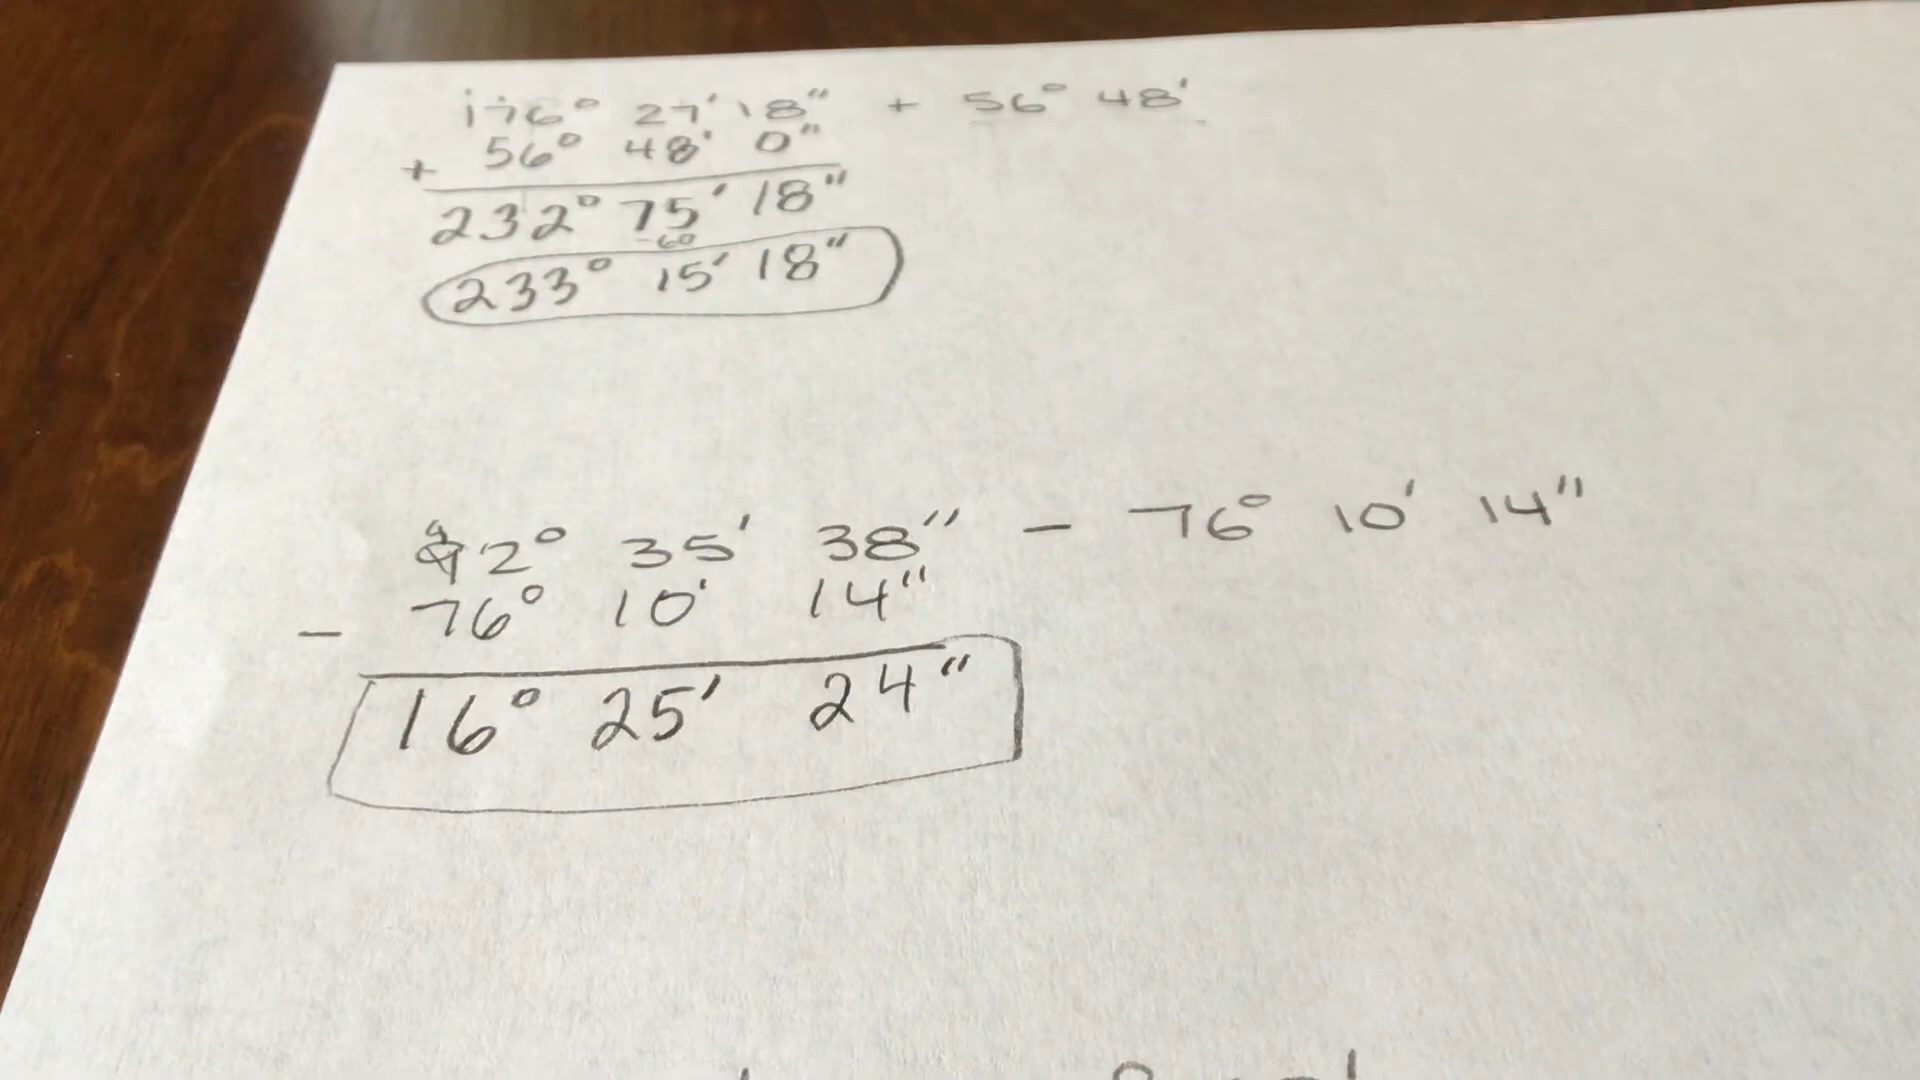 176° 27' 18" + 56° 48'
+ 56° 48' 0"
232° 75' 18"
-60
233° 15' 18"
92° 35' 38" - 76° 10' 14"
- 76° 10' 14"
16° 25' 24"